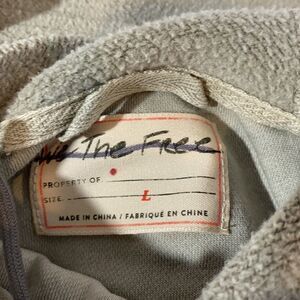 The Free
PROPERTY OF
SIZE L
MADE IN CHINA / FABRIQUÉ EN CHINE